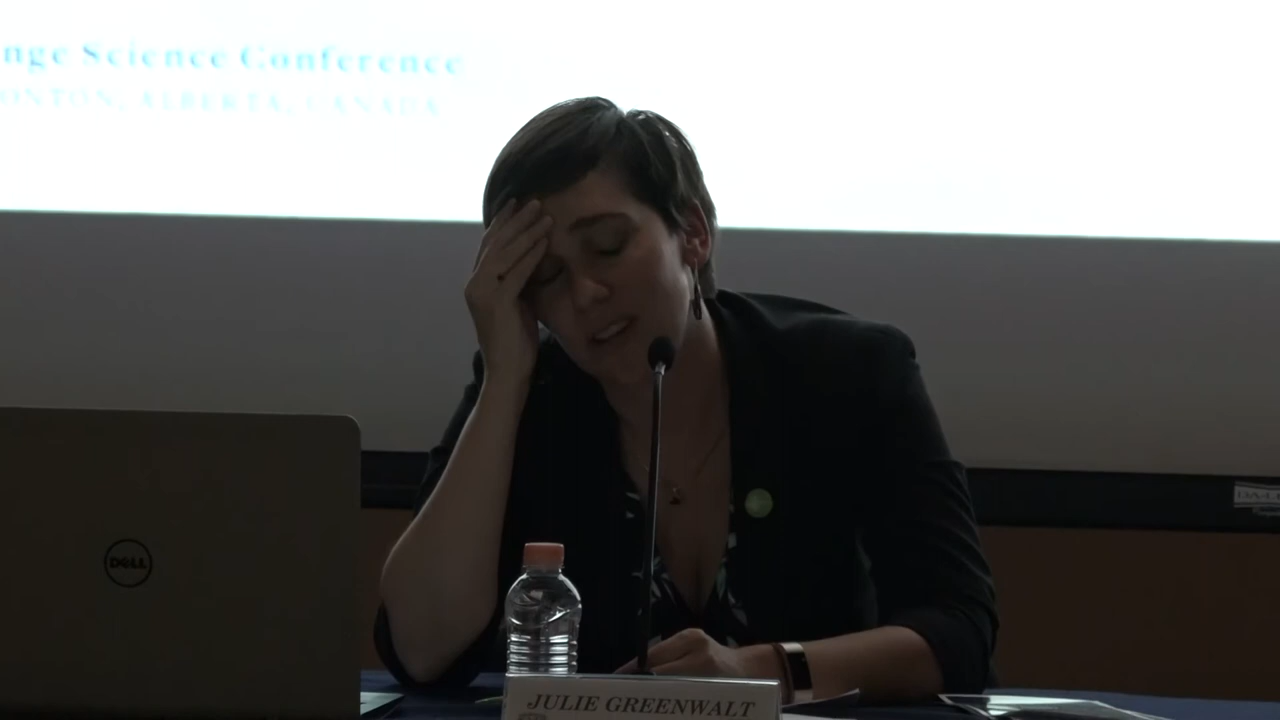 nge Science Conference
ONTON, ALBERTA, CANADA
DELL
JULIE GREENWALT